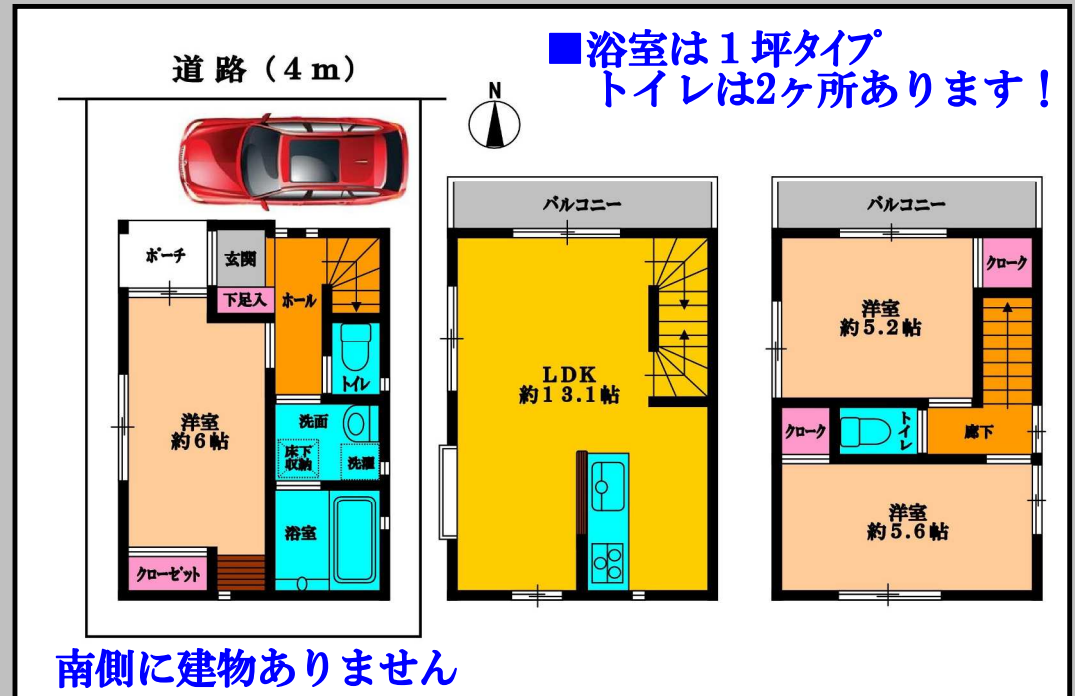 ■浴室は１坪タイプ
トイレは2ヶ所あります！
道路（4ｍ）
N
ポーチ
玄関
下足入
ホール
トイレ
洋室
約6帖
洗面
床下
収納
洗濯
浴室
クローゼット
バルコニー
LDK
約13.1帖
バルコニー
クローク
洋室
約5.2帖
クローク
トイレ
廊下
洋室
約5.6帖
南側に建物ありません